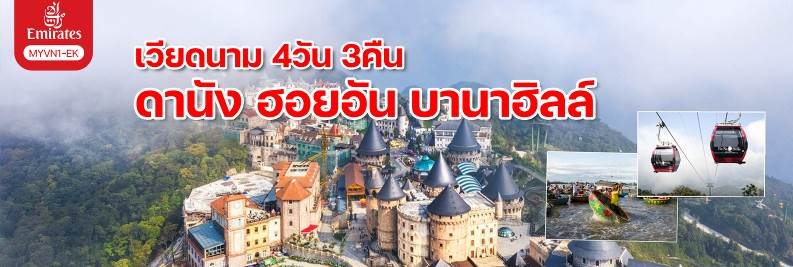 Emirates
MYVN1-EK
เวียดนาม 4วัน 3คืน
ดานัง ฮอยอัน บานาฮิลล์